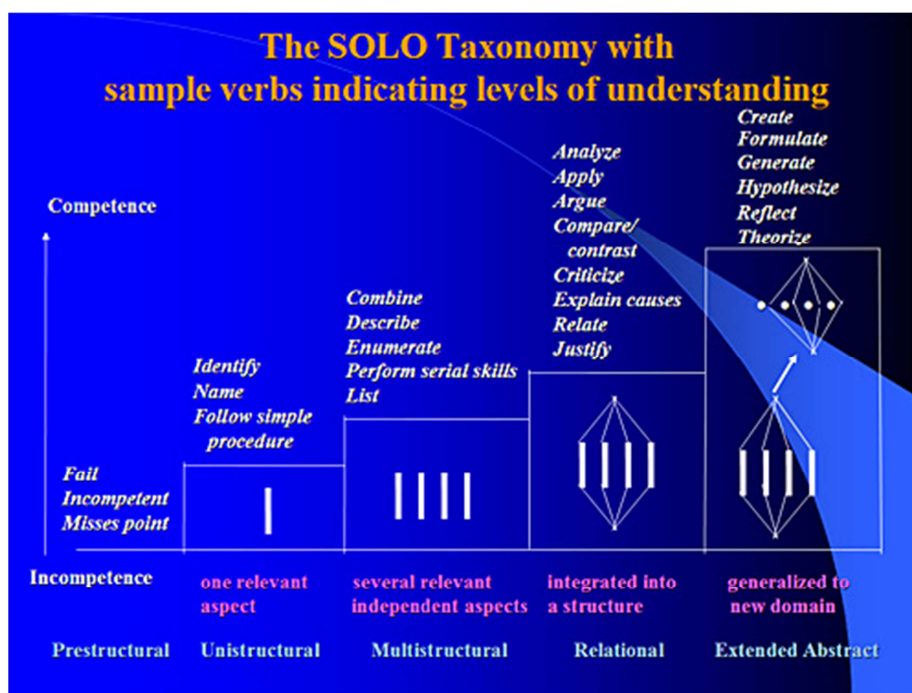 The SOLO Taxonomy with
sample verbs indicating levels of understanding
Competence
Incompetence
Fail
Incompetent
Misses point
Prestructural
Identify
Name
Follow simple
procedure
one relevant
aspect
Unistructural
Combine
Describe
Enumerate
Perform serial skills
List
several relevant
independent aspects
Multistructural
Analyze
Apply
Argue
Compare/
contrast
Criticize
Explain causes
Relate
Justify
integrated into
a structure
Relational
Create
Formulate
Generate
Hypothesize
Reflect
Theorize
generalized to
new domain
Extended Abstract